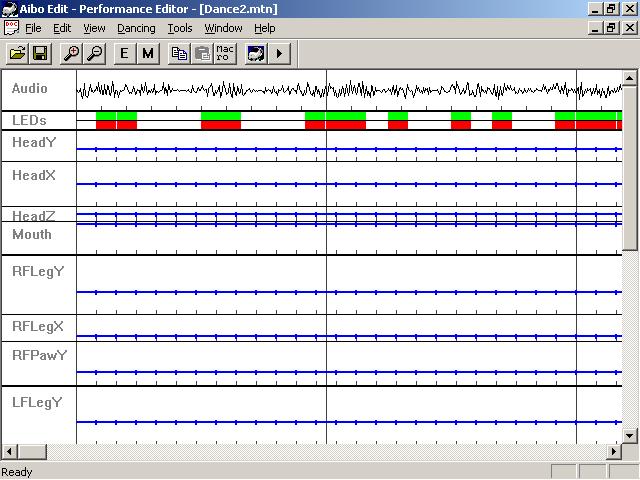 Aibo Edit - Performance Editor - [Dance2.mtn]
File Edit View Dancing Tools Window Help
E M Mac ro
Audio
LEDs
HeadY
HeadX
HeadZ
Mouth
RFLegY
RFLegX
RFPawY
LFLegY
Ready